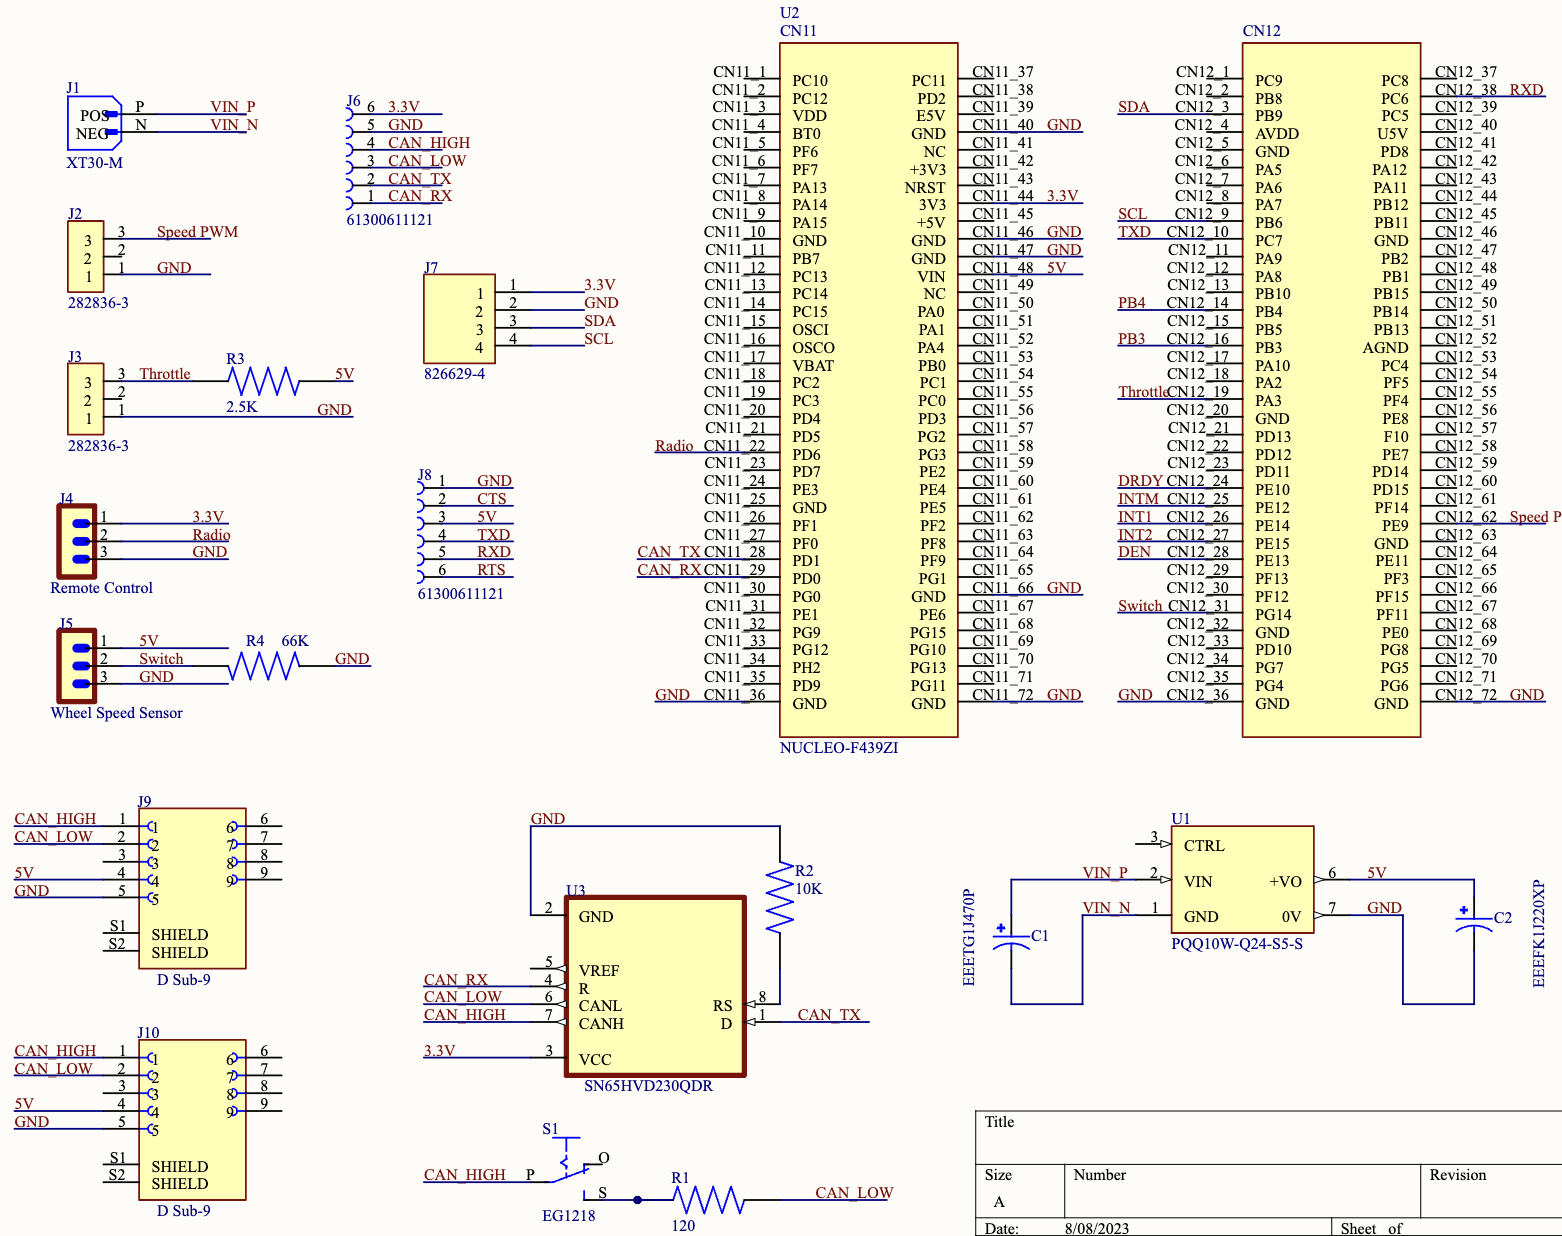 J1
POS
NEG
P
N
VIN_P
VIN_N
XT30-M
J2
3
2
1
3
2
1
Speed PWM
GND
282836-3
J3
3
2
1
3
2
1
Throttle
R3
2.5K
5V
GND
282836-3
J4
1
2
3
3.3V
Radio
GND
Remote Control
J5
1
2
3
5V
Switch
GND
R4
66K
GND
Wheel Speed Sensor
J6
6 3.3V
5 GND
4 CAN_HIGH
3 CAN_LOW
2 CAN_TX
1 CAN_RX
61300611121
J7
1 1 3.3V
2 2 GND
3 3 SDA
4 4 SCL
826629-4
J8
1 GND
2 CTS
3 5V
4 TXD
5 RXD
6 RTS
61300611121
U2
CN11
CN11_1 PC10 PC11 CN11_37
CN11_2 PC12 PD2 CN11_38
CN11_3 VDD E5V CN11_39
CN11_4 BT0 GND CN11_40 GND
CN11_5 PF6 NC CN11_41
CN11_6 PF7 +3V3 CN11_42
CN11_7 PA13 NRST CN11_43
CN11_8 PA14 3V3 CN11_44 3.3V
CN11_9 PA15 +5V CN11_45
CN11_10 GND GND CN11_46 GND
CN11_11 PB7 GND CN11_47 GND
CN11_12 PC13 VIN CN11_48 5V
CN11_13 PC14 NC CN11_49
CN11_14 PC15 PA0 CN11_50
CN11_15 OSCI PA1 CN11_51
CN11_16 OSCO PA4 CN11_52
CN11_17 VBAT PB0 CN11_53
CN11_18 PC2 PC1 CN11_54
CN11_19 PC3 PC0 CN11_55
CN11_20 PD4 PD3 CN11_56
CN11_21 PD5 PG2 CN11_57
Radio CN11_22 PD6 PG3 CN11_58
CN11_23 PD7 PE2 CN11_59
CN11_24 PE3 PE4 CN11_60
CN11_25 GND PE5 CN11_61
CN11_26 PF1 PF2 CN11_62
CN11_27 PF0 PF8 CN11_63
CAN_TX CN11_28 PD1 PF9 CN11_64
CAN_RX CN11_29 PD0 PG1 CN11_65
CN11_30 PG0 GND CN11_66 GND
CN11_31 PE1 PE6 CN11_67
CN11_32 PG9 PG15 CN11_68
CN11_33 PG12 PG10 CN11_69
CN11_34 PH2 PG13 CN11_70
CN11_35 PD9 PG11 CN11_71
GND CN11_36 GND GND CN11_72 GND
NUCLEO-F439ZI
CN12
CN12_1 PC9 PC8 CN12_37
CN12_2 PB8 PC6 CN12_38 RXD
SDA CN12_3 PB9 PC5 CN12_39
CN12_4 AVDD U5V CN12_40
CN12_5 GND PD8 CN12_41
CN12_6 PA5 PA12 CN12_42
CN12_7 PA6 PA11 CN12_43
CN12_8 PA7 PB12 CN12_44
SCL CN12_9 PB6 PB11 CN12_45
TXD CN12_10 PC7 GND CN12_46
CN12_11 PA9 PB2 CN12_47
CN12_12 PA8 PB1 CN12_48
CN12_13 PB10 PB15 CN12_49
PB4 CN12_14 PB4 PB14 CN12_50
CN12_15 PB5 PB13 CN12_51
PB3 CN12_16 PB3 AGND CN12_52
CN12_17 PA10 PC4 CN12_53
CN12_18 PA2 PF5 CN12_54
Throttle CN12_19 PA3 PF4 CN12_55
CN12_20 GND PE8 CN12_56
CN12_21 PD13 F10 CN12_57
CN12_22 PD12 PE7 CN12_58
CN12_23 PD11 PD14 CN12_59
DRDY CN12_24 PE10 PD15 CN12_60
INTM CN12_25 PE12 PF14 CN12_61
INT1 CN12_26 PE14 PE9 CN12_62 Speed P
INT2 CN12_27 PE15 GND CN12_63
DEN CN12_28 PE13 PE11 CN12_64
CN12_29 PF13 PF3 CN12_65
CN12_30 PF12 PF15 CN12_66
Switch CN12_31 PG14 PF11 CN12_67
CN12_32 GND PE0 CN12_68
CN12_33 PD10 PG8 CN12_69
CN12_34 PG7 PG5 CN12_70
CN12_35 PG4 PG6 CN12_71
GND CN12_36 GND GND CN12_72 GND
J9
CAN_HIGH 1 1 6 6
CAN_LOW 2 2 7 7
3 3 8 8
5V 4 4 9 9
GND 5 5
S1 SHIELD
S2 SHIELD
D Sub-9
J10
CAN_HIGH 1 1 6 6
CAN_LOW 2 2 7 7
3 3 8 8
5V 4 4 9 9
GND 5 5
S1 SHIELD
S2 SHIELD
D Sub-9
GND
R2
10K
U3
2 GND
5 VREF
CAN_RX 4 R
CAN_LOW 6 CANL RS 8
CAN_HIGH 7 CANH D 1 CAN_TX
3.3V 3 VCC
SN65HVD230QDR
S1
O
CAN_HIGH P
S
EG1218
R1
120
CAN_LOW
U1
3 CTRL
VIN_P 2 VIN +VO 6 5V
VIN_N 1 GND 0V 7 GND
PQQ10W-Q24-S5-S
EEETG1J470P
C1
C2
EEEFK1J220XP
Title
Size
A
Number
Revision
Date: 8/08/2023
Sheet of